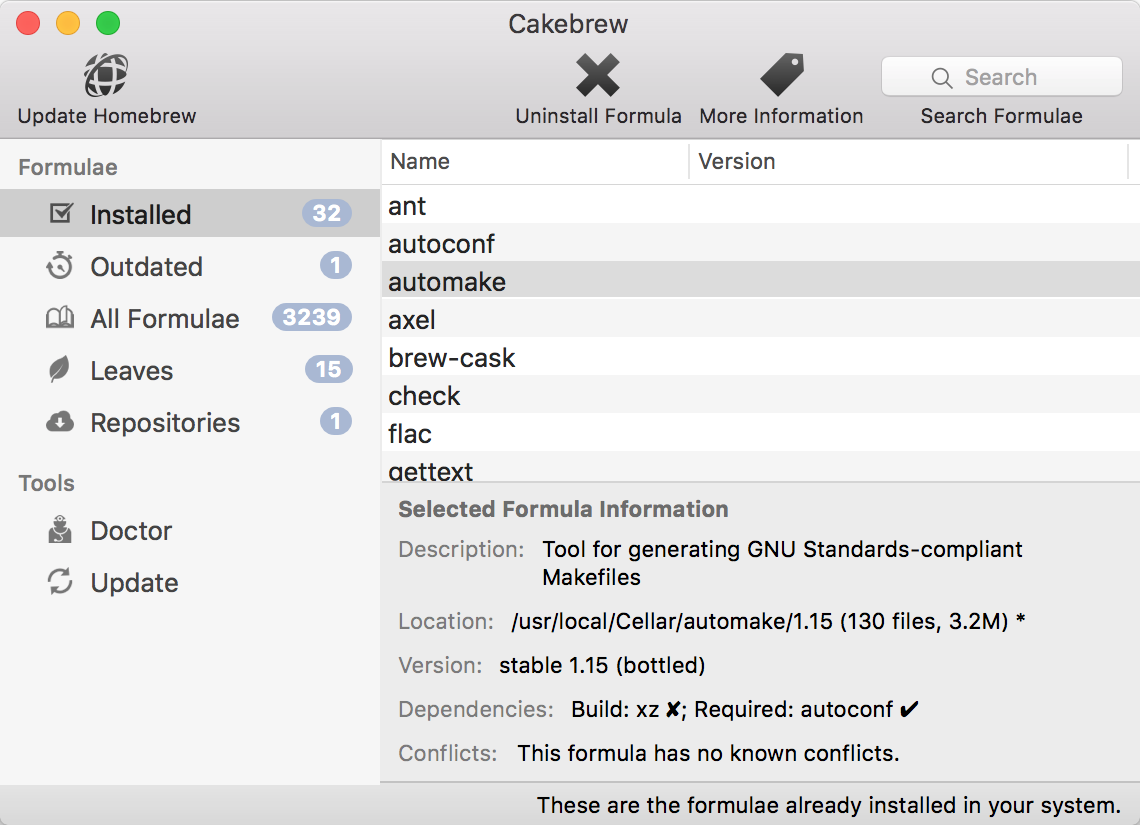 Cakebrew
Update Homebrew
Uninstall Formula
More Information
Search
Search Formulae
Formulae
Installed 32
Outdated 1
All Formulae 3239
Leaves 15
Repositories 1
Tools
Doctor
Update
Name Version
ant
autoconf
automake
axel
brew-cask
check
flac
gettext
Selected Formula Information
Description: Tool for generating GNU Standards-compliant
Makefiles
Location: /usr/local/Cellar/automake/1.15 (130 files, 3.2M) *
Version: stable 1.15 (bottled)
Dependencies: Build: xz ✘; Required: autoconf ✔
Conflicts: This formula has no known conflicts.
These are the formulae already installed in your system.